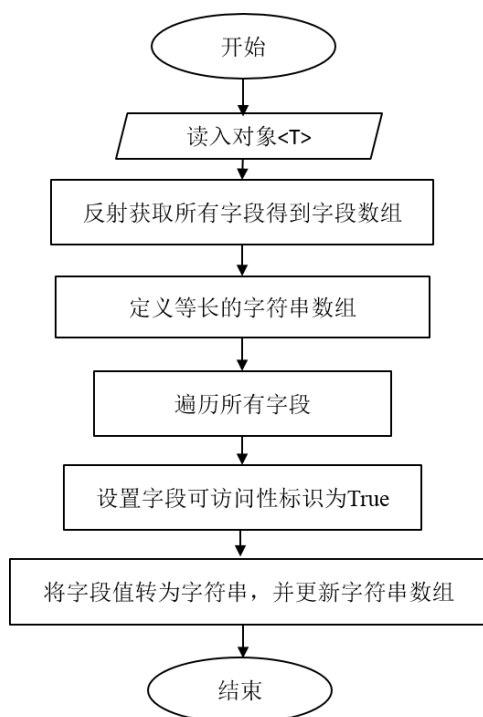 开始
读入对象<T>
反射获取所有字段得到字段数组
定义等长的字符串数组
遍历所有字段
设置字段可访问性标识为True
将字段值转为字符串，并更新字符串数组
结束